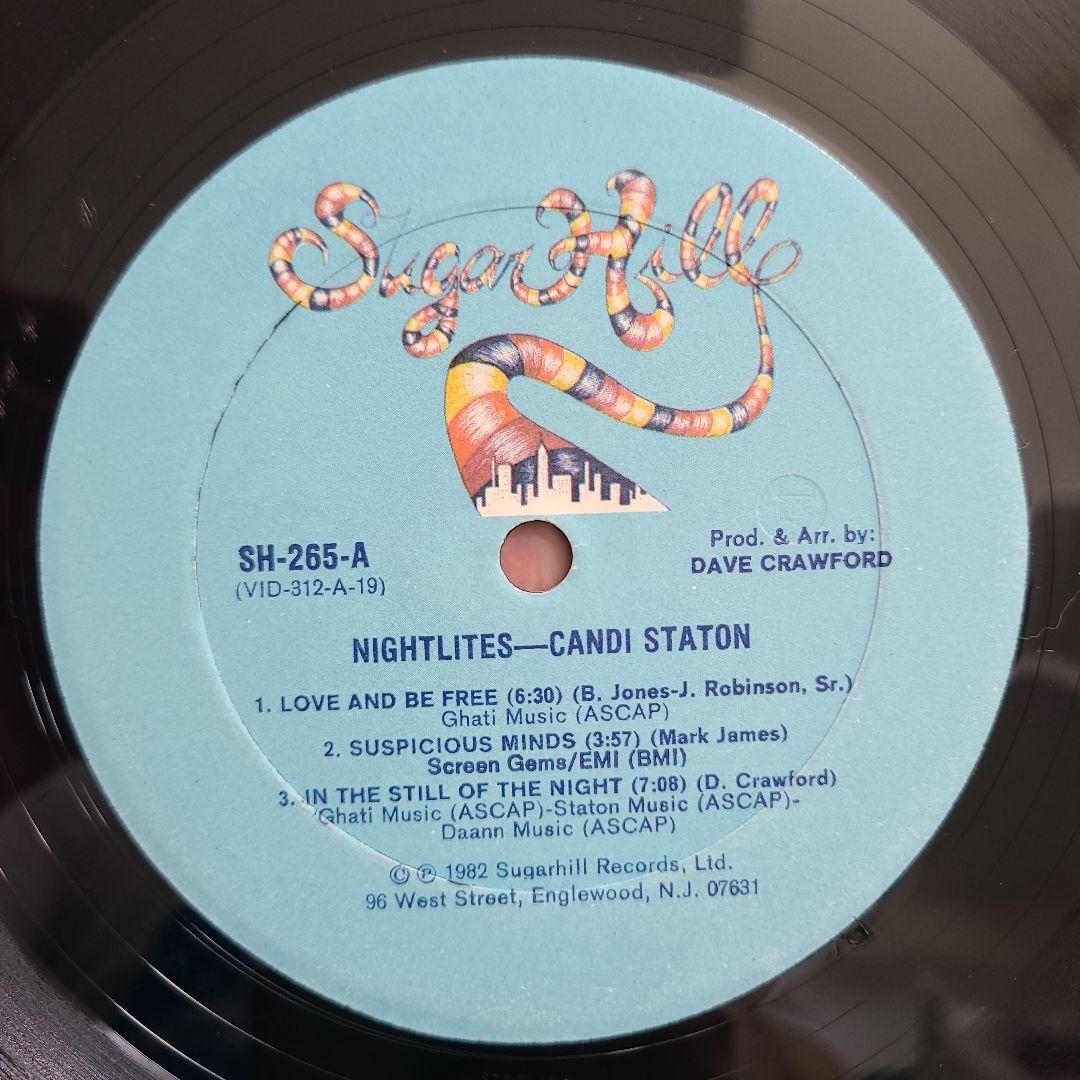 Sugar Hill
SH-265-A
(VID-312-A-19)
Prod. & Arr. by:
DAVE CRAWFORD
NIGHTLITES—CANDI STATON
1. LOVE AND BE FREE (6:30) (B. Jones-J. Robinson, Sr.)
Ghati Music (ASCAP)
2. SUSPICIOUS MINDS (3:57) (Mark James)
Screen Gems/EMI (BMI)
3. IN THE STILL OF THE NIGHT (7:08) (D. Crawford)
Ghati Music (ASCAP)-Staton Music (ASCAP)-
Daann Music (ASCAP)
© ℗ 1982 Sugarhill Records, Ltd.
96 West Street, Englewood, N.J. 07631